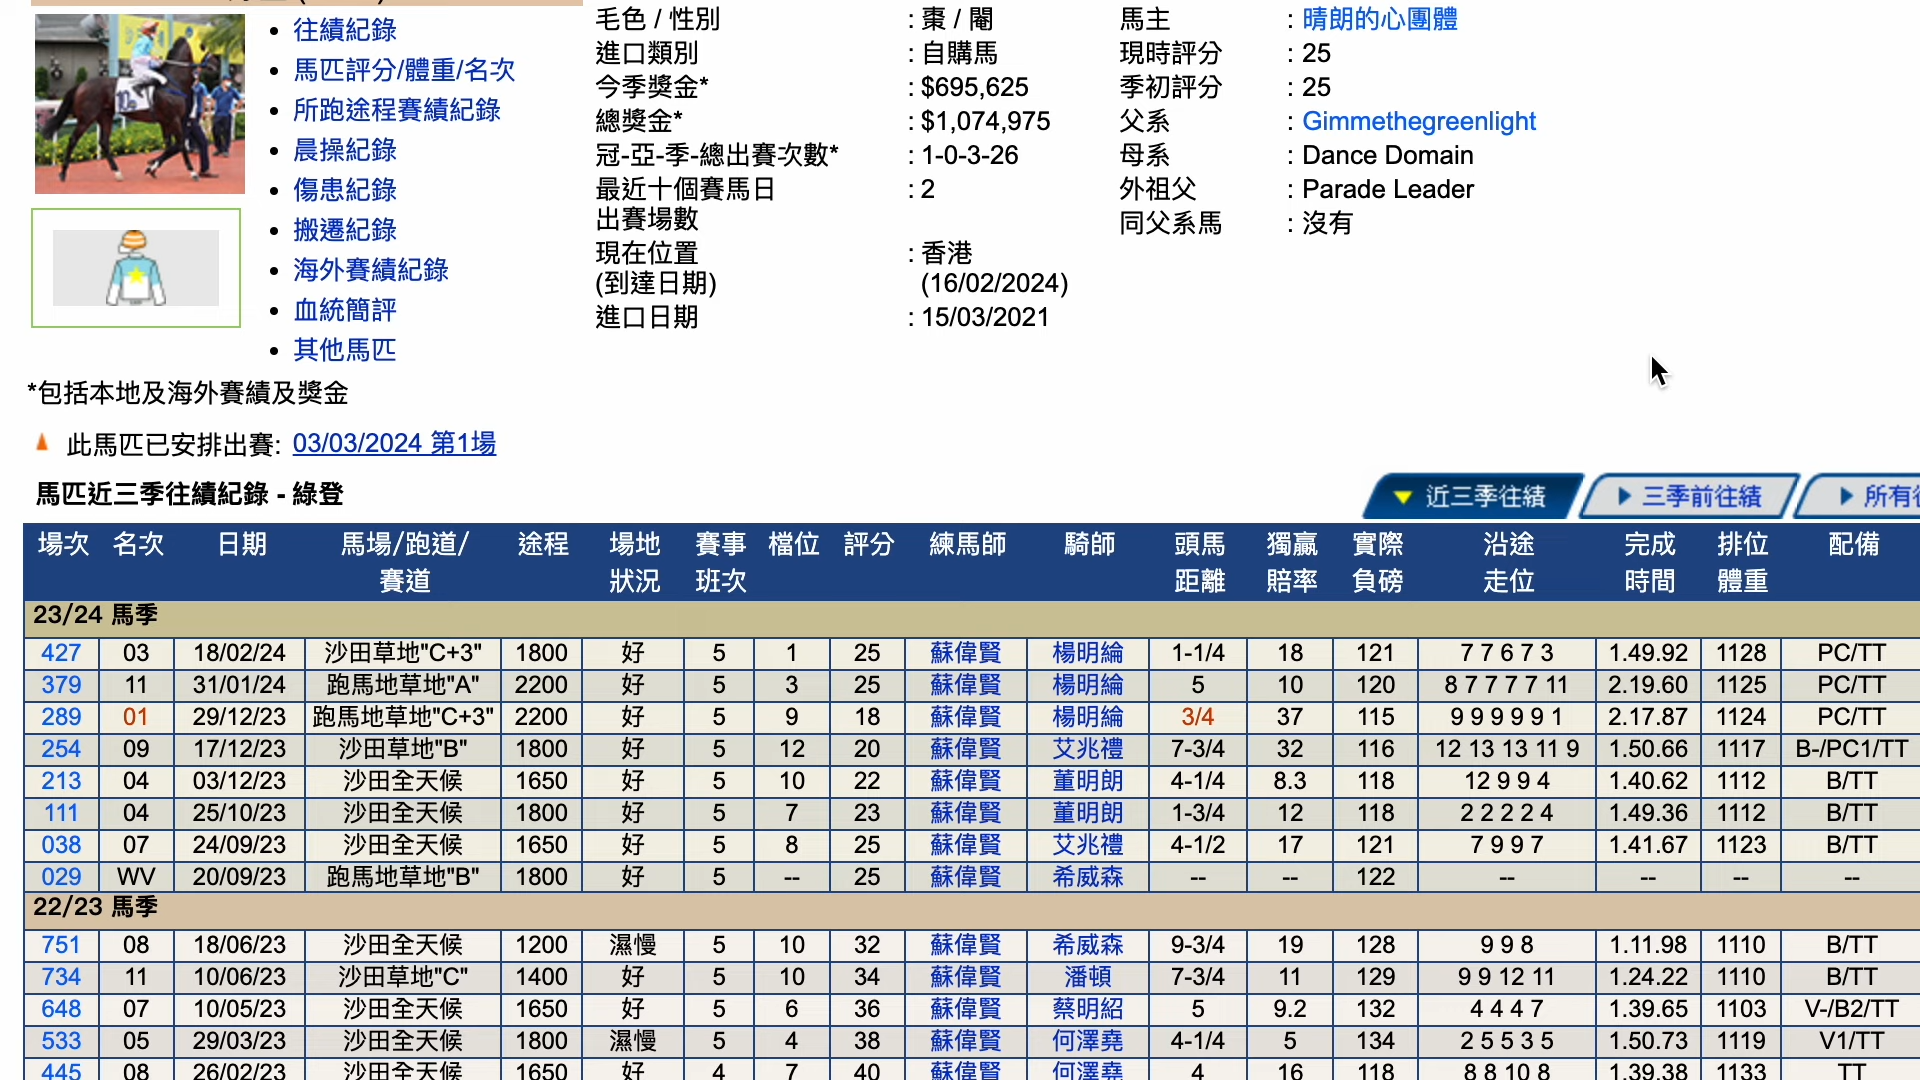 往績紀錄
馬匹評分/體重/名次
所跑途程賽績紀錄
晨操紀錄
傷患紀錄
搬遷紀錄
海外賽績紀錄
血統簡評
其他馬匹
毛色 / 性別 : 棗 / 閹
進口類別 : 自購馬
今季獎金* : $695,625
總獎金* : $1,074,975
冠-亞-季-總出賽次數* : 1-0-3-26
最近十個賽馬日 : 2
出賽場數
現在位置 : 香港
(到達日期) (16/02/2024)
進口日期 : 15/03/2021
馬主 : 晴朗的心團體
現時評分 : 25
季初評分 : 25
父系 : Gimmethegreenlight
母系 : Dance Domain
外祖父 : Parade Leader
同父系馬 : 沒有
*包括本地及海外賽績及獎金
此馬匹已安排出賽: 03/03/2024 第1場
馬匹近三季往績紀錄 - 綠登
近三季往績 三季前往績 所有
場次 名次 日期 馬場/跑道/ 途程 場地 賽事 檔位 評分 練馬師 騎師 頭馬 獨贏 實際 沿途 完成 排位 配備
賽道 狀況 班次 距離 賠率 負磅 走位 時間 體重
23/24 馬季
427 03 18/02/24 沙田草地"C+3" 1800 好 5 1 25 蘇偉賢 楊明綸 1-1/4 18 121 7 7 6 7 3 1.49.92 1128 PC/TT
379 11 31/01/24 跑馬地草地"A" 2200 好 5 3 25 蘇偉賢 楊明綸 5 10 120 8 7 7 7 7 11 2.19.60 1125 PC/TT
289 01 29/12/23 跑馬地草地"C+3" 2200 好 5 9 18 蘇偉賢 楊明綸 3/4 37 115 9 9 9 9 9 1 2.17.87 1124 PC/TT
254 09 17/12/23 沙田草地"B" 1800 好 5 12 20 蘇偉賢 艾兆禮 7-3/4 32 116 12 13 13 11 9 1.50.66 1117 B-/PC1/TT
213 04 03/12/23 沙田全天候 1650 好 5 10 22 蘇偉賢 董明朗 4-1/4 8.3 118 12 9 9 4 1.40.62 1112 B/TT
111 04 25/10/23 沙田全天候 1800 好 5 7 23 蘇偉賢 董明朗 1-3/4 12 118 2 2 2 2 4 1.49.36 1112 B/TT
038 07 24/09/23 沙田全天候 1650 好 5 8 25 蘇偉賢 艾兆禮 4-1/2 17 121 7 9 9 7 1.41.67 1123 B/TT
029 WV 20/09/23 跑馬地草地"B" 1800 好 5 -- 25 蘇偉賢 希威森 -- -- 122 -- -- -- --
22/23 馬季
751 08 18/06/23 沙田全天候 1200 濕慢 5 10 32 蘇偉賢 希威森 9-3/4 19 128 9 9 8 1.11.98 1110 B/TT
734 11 10/06/23 沙田草地"C" 1400 好 5 10 34 蘇偉賢 潘頓 7-3/4 11 129 9 9 12 11 1.24.22 1110 B/TT
648 07 10/05/23 沙田全天候 1650 好 5 6 36 蘇偉賢 蔡明紹 5 9.2 132 4 4 4 7 1.39.65 1103 V-/B2/TT
533 05 29/03/23 沙田全天候 1800 濕慢 5 4 38 蘇偉賢 何澤堯 4-1/4 5 134 2 5 5 3 5 1.50.73 1119 V1/TT
445 08 26/02/23 沙田全天候 1650 好 4 7 40 蘇偉賢 何澤堯 4 16 118 8 8 10 8 1.39.38 1133 TT